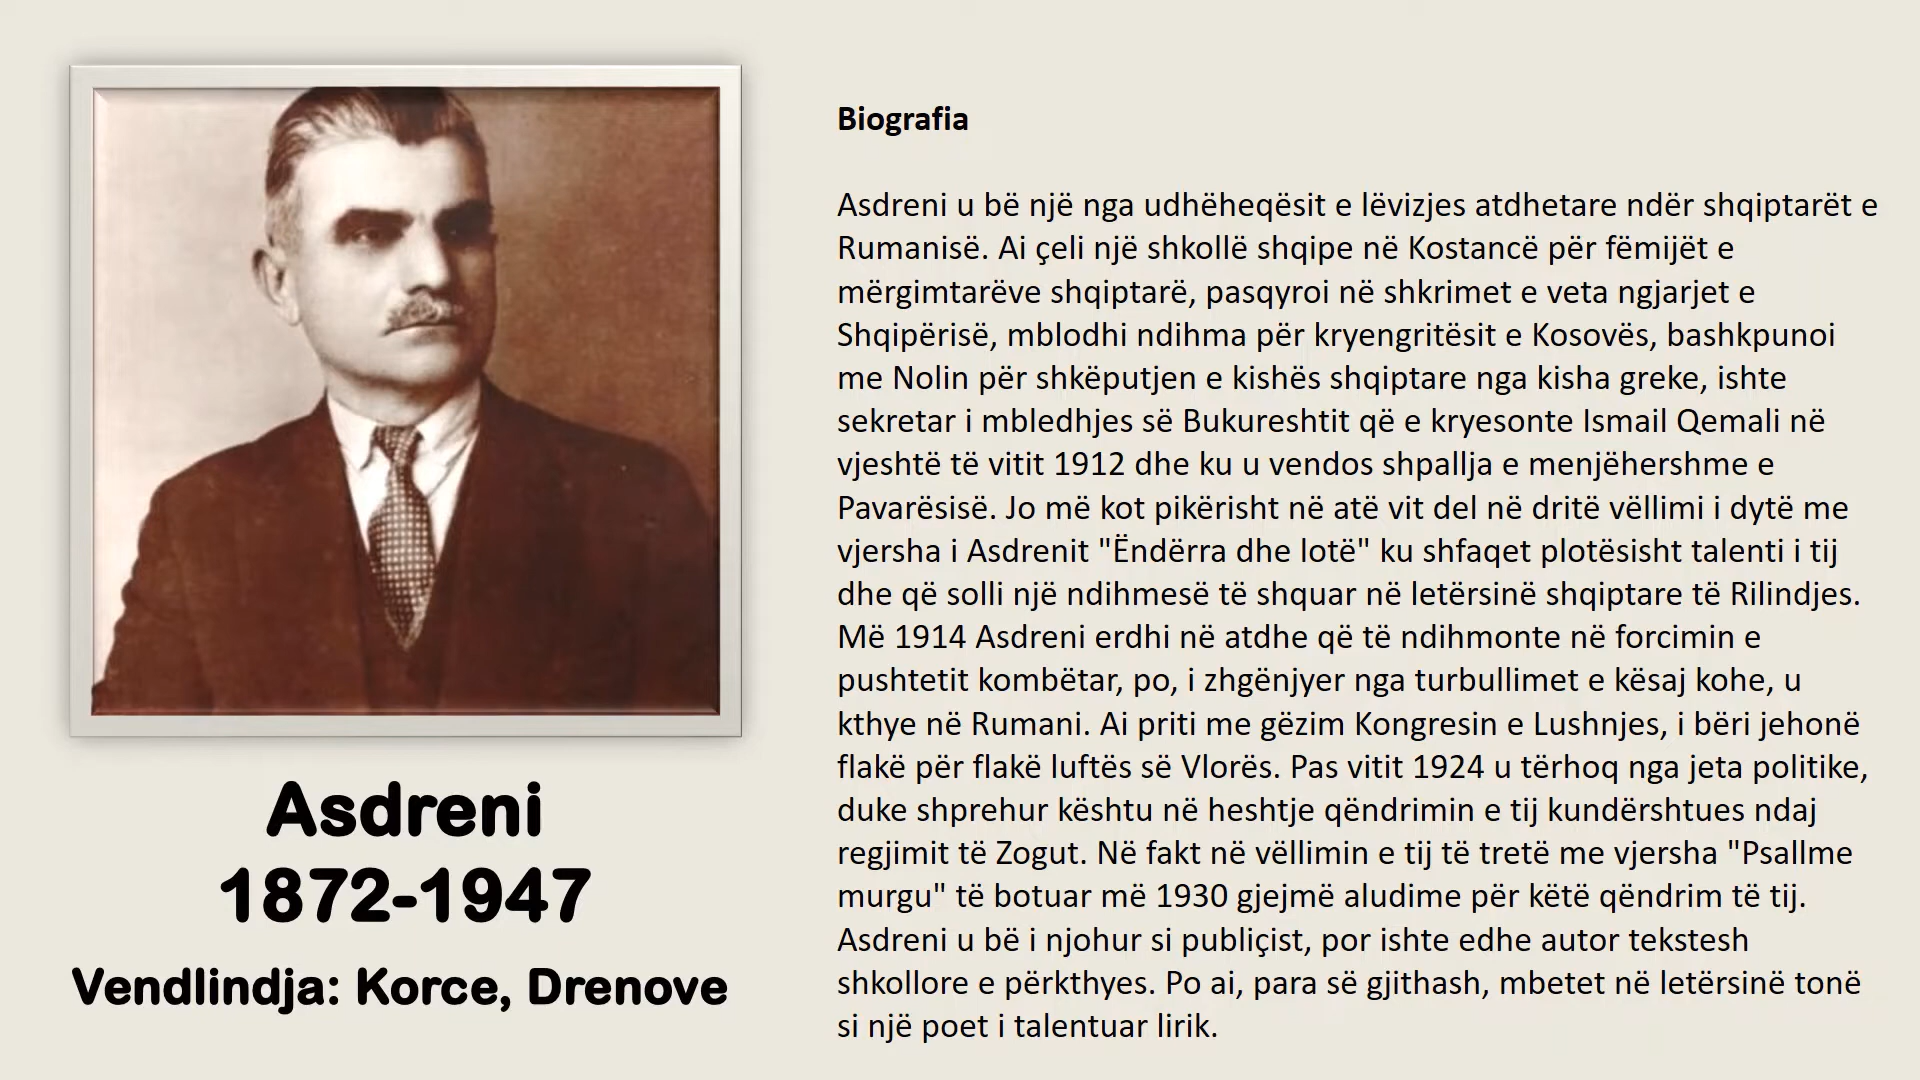 Asdreni
1872-1947
Vendlindja: Korce, Drenove
Biografia
Asdreni u bë një nga udhëheqësit e lëvizjes atdhetare ndër shqiptarët e
Rumanisë. Ai çeli një shkollë shqipe në Kostancë për fëmijët e
mërgimtarëve shqiptarë, pasqyroi në shkrimet e veta ngjarjet e
Shqipërisë, mblodhi ndihma për kryengritësit e Kosovës, bashkpunoi
me Nolin për shkëputjen e kishës shqiptare nga kisha greke, ishte
sekretar i mbledhjes së Bukureshtit që e kryesonte Ismail Qemali në
vjeshtë të vitit 1912 dhe ku u vendos shpallja e menjëhershme e
Pavarësisë. Jo më kot pikërisht në atë vit del në dritë vëllimi i dytë me
vjersha i Asdrenit "Ëndërra dhe lotë" ku shfaqet plotësisht talenti i tij
dhe që solli një ndihmesë të shquar në letërsinë shqiptare të Rilindjes.
Më 1914 Asdreni erdhi në atdhe që të ndihmonte në forcimin e
pushtetit kombëtar, po, i zhgënjyer nga turbullimet e kësaj kohe, u
kthye në Rumani. Ai priti me gëzim Kongresin e Lushnjes, i bëri jehonë
flakë për flakë luftës së Vlorës. Pas vitit 1924 u tërhoq nga jeta politike,
duke shprehur kështu në heshtje qëndrimin e tij kundërshtues ndaj
regjimit të Zogut. Në fakt në vëllimin e tij të tretë me vjersha "Psallme
murgu" të botuar më 1930 gjejmë aludime për këtë qëndrim të tij.
Asdreni u bë i njohur si publiçist, por ishte edhe autor tekstesh
shkollore e përkthyes. Po ai, para së gjithash, mbetet në letërsinë tonë
si një poet i talentuar lirik.